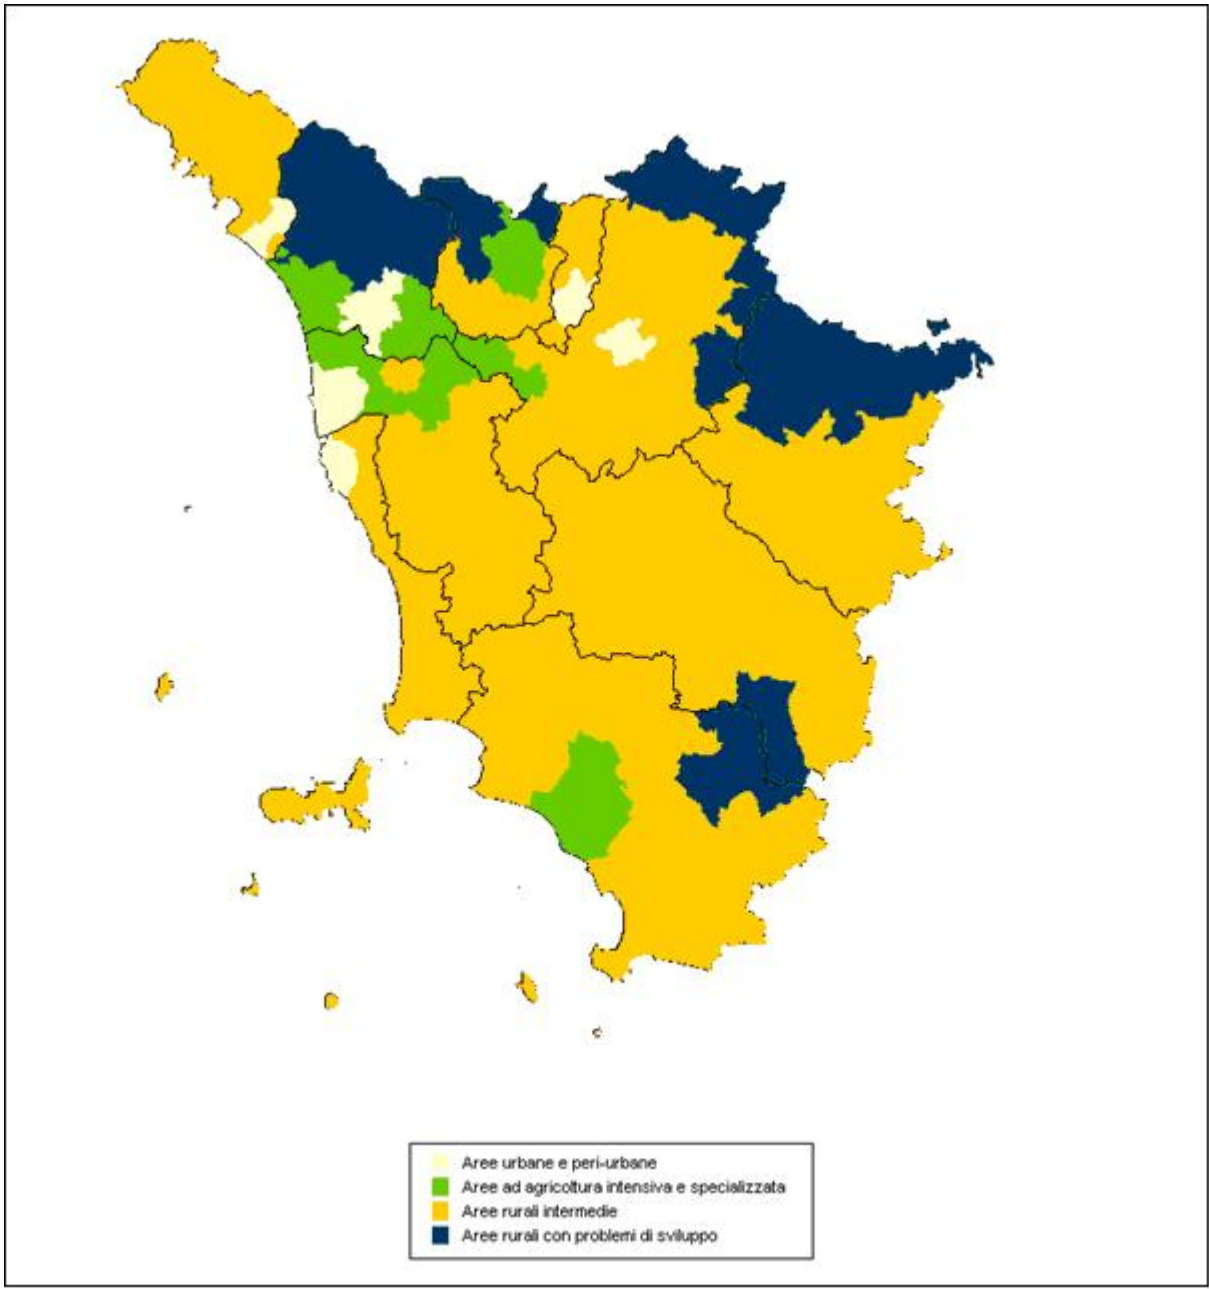 Aree urbane e peri-urbane
Aree ad agricoltura intensiva e specializzata
Aree rurali intermedie
Aree rurali con problemi di sviluppo